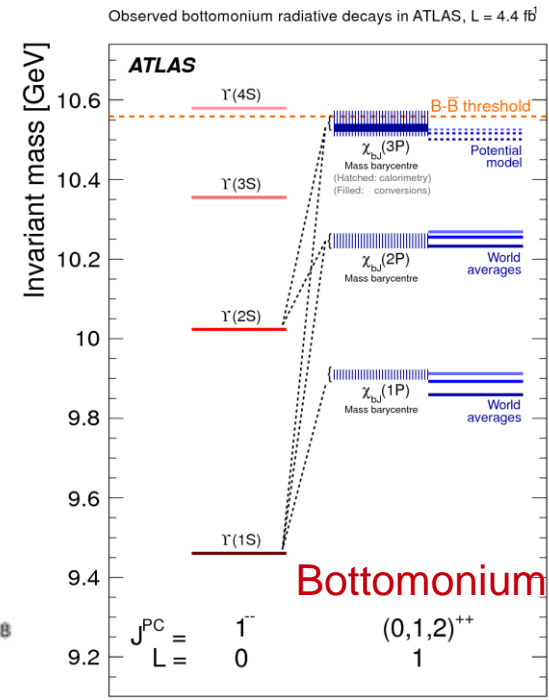 Observed bottomonium radiative decays in ATLAS, L = 4.4 fb¹
ATLAS
Invariant mass [GeV]
10.6
10.4
10.2
10
9.8
9.6
9.4
9.2
ϒ(4S)
ϒ(3S)
ϒ(2S)
ϒ(1S)
B-B̅ threshold
χbJ(3P)
Mass barycentre
(Hatched: calorimetry)
(Filled: conversions)
Potential
model
χbJ(2P)
Mass barycentre
World
averages
χbJ(1P)
Mass barycentre
World
averages
Bottomonium
J^PC = 1^-- (0,1,2)^++
L = 0 1